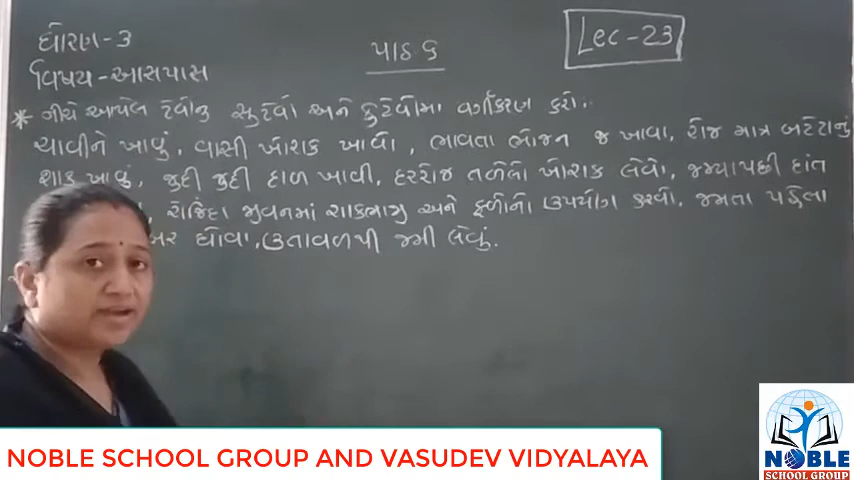 ધોરણ-3
પાઠ ૬
Lec-23
વિષય-આસપાસ
* નીચે આપેલ ટેવોનુ સુટેવો અને કુટેવોમા વર્ગીકરણ કરો.
ચાવીને ખાવું, વાસી ખોરાક ખાવો, ભાવતા ભોજન જ ખાવા, રોજ માત્ર બટેટાનું
શાક ખાવું, જુદી જુદી દાળ ખાવી, દરરોજ તળેલો ખોરાક લેવો, જમ્યા પછી દાંત
રોજિંદા જીવનમાં શાકભાજી અને ફળોનો ઉપયોગ કરવો, જમતા પહેલા
ધોવા, ઉતાવળથી જમી લેવું.
NOBLE SCHOOL GROUP AND VASUDEV VIDYALAYA
NOBLE
SCHOOL GROUP